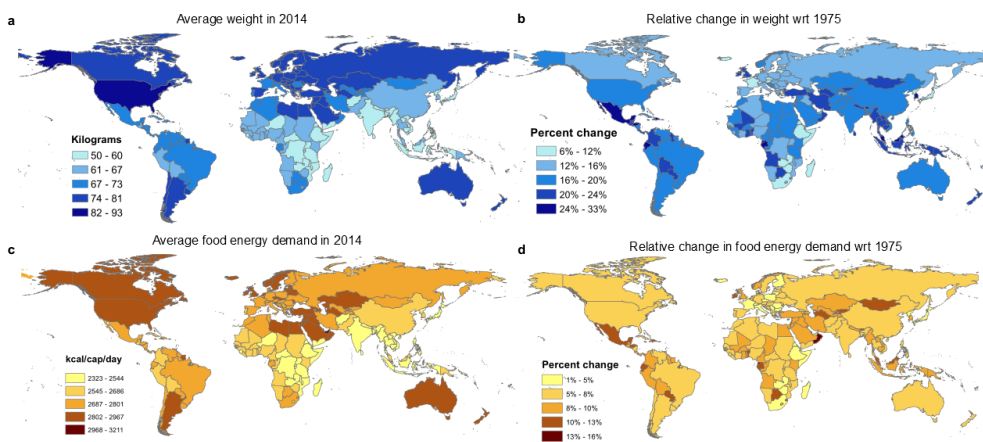 a
Average weight in 2014
Kilograms
50 - 60
61 - 67
67 - 73
74 - 81
82 - 93
b
Relative change in weight wrt 1975
Percent change
6% - 12%
12% - 16%
16% - 20%
20% - 24%
24% - 33%
c
Average food energy demand in 2014
kcal/cap/day
2323 - 2544
2545 - 2686
2687 - 2801
2802 - 2967
2968 - 3211
d
Relative change in food energy demand wrt 1975
Percent change
1% - 5%
5% - 8%
8% - 10%
10% - 13%
13% - 16%